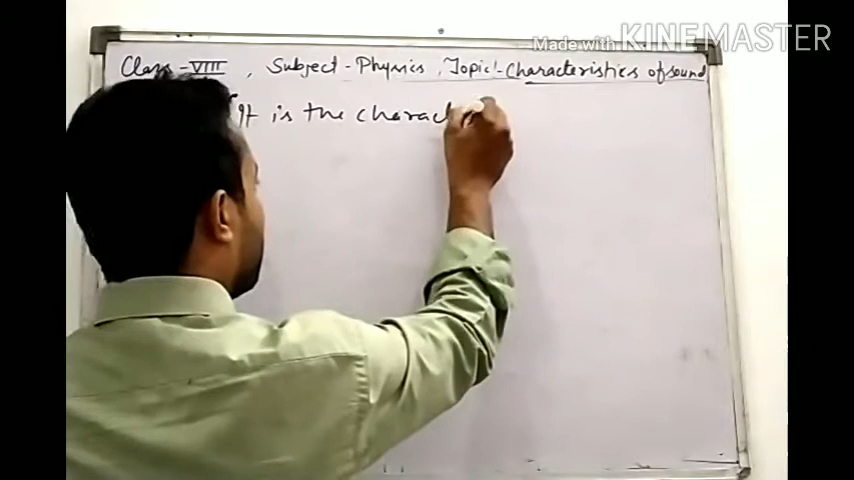 Made with KINEMASTER
Class - VIII , Subject - Physics , Topic! - Characteristics of sound
It is the charac